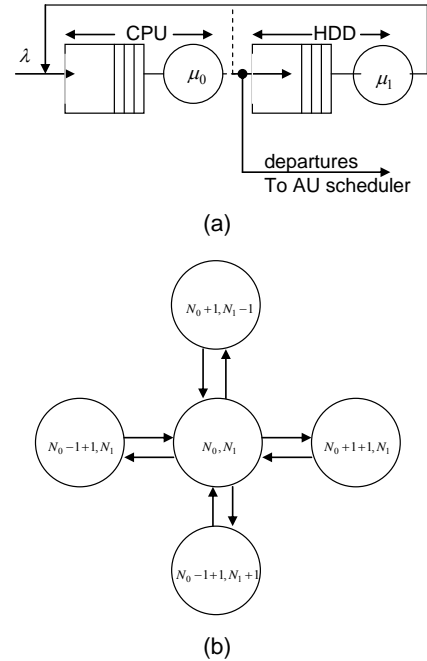 CPU
HDD
λ
μ₀
μ₁
departures
To AU scheduler
(a)
N₀+1,N₁−1
N₀−1+1,N₁
N₀,N₁
N₀+1+1,N₁
N₀−1+1,N₁+1
(b)